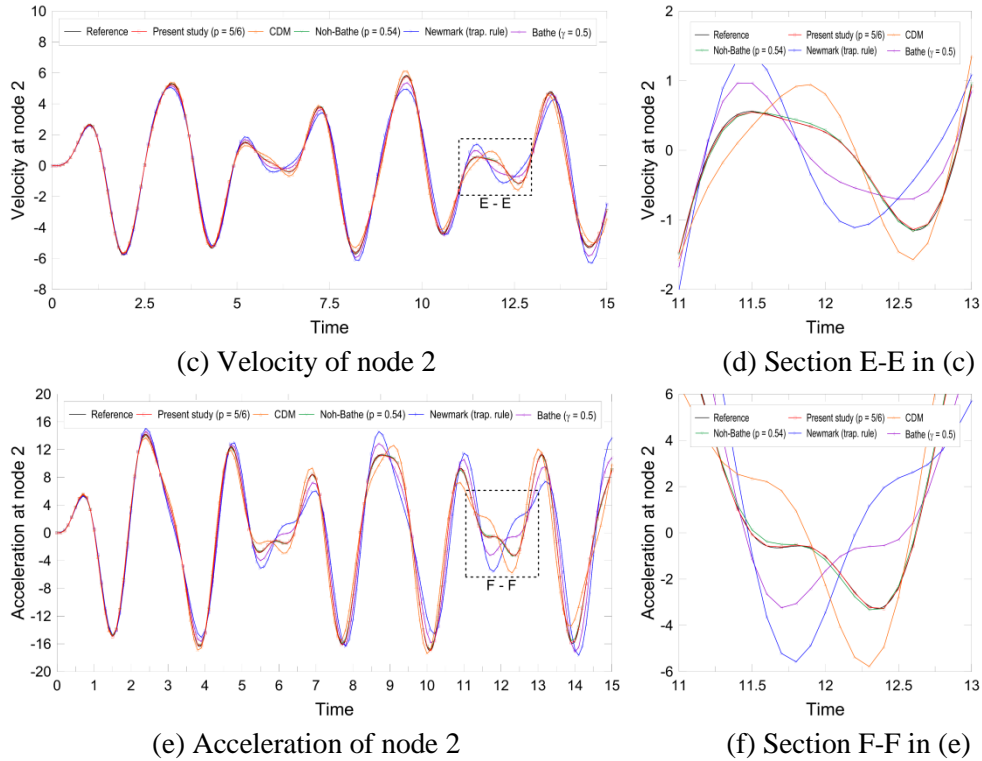 10
8
6
4
2
0
-2
-4
-6
-8
Velocity at node 2
Reference Present study (p = 5/6) CDM Noh-Bathe (p = 0.54) Newmark (trap. rule) Bathe (γ = 0.5)
E - E
0 2.5 5 7.5 10 12.5 15
Time
(c) Velocity of node 2
2
1
0
-1
-2
Velocity at node 2
Reference Present study (p = 5/6) CDM
Noh-Bathe (p = 0.54) Newmark (trap. rule) Bathe (γ = 0.5)
11 11.5 12 12.5 13
Time
(d) Section E-E in (c)
20
16
12
8
4
0
-4
-8
-12
-16
-20
Acceleration at node 2
Reference Present study (p = 5/6) CDM Noh-Bathe (p = 0.54) Newmark (trap. rule) Bathe (γ = 0.5)
F - F
0 1 2 3 4 5 6 7 8 9 10 11 12 13 14 15
Time
(e) Acceleration of node 2
6
4
2
0
-2
-4
-6
Acceleration at node 2
Reference Present study (p = 5/6) CDM
Noh-Bathe (p = 0.54) Newmark (trap. rule) Bathe (γ = 0.5)
11 11.5 12 12.5 13
Time
(f) Section F-F in (e)